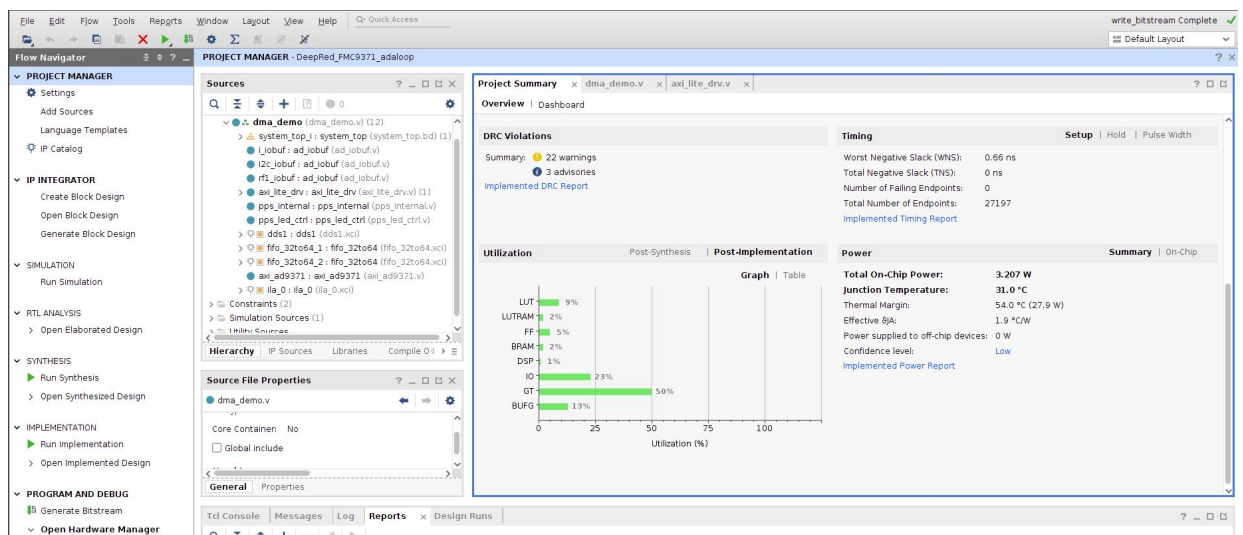 File Edit Flow Tools Reports Window Layout View Help Quick Access
write_bitstream Complete
Default Layout
Flow Navigator
PROJECT MANAGER
Settings
Add Sources
Language Templates
IP Catalog
IP INTEGRATOR
Create Block Design
Open Block Design
Generate Block Design
SIMULATION
Run Simulation
RTL ANALYSIS
Open Elaborated Design
SYNTHESIS
Run Synthesis
Open Synthesized Design
IMPLEMENTATION
Run Implementation
Open Implemented Design
PROGRAM AND DEBUG
Generate Bitstream
Open Hardware Manager
PROJECT MANAGER - DeepRed_FMC9371_adaloop
Sources
0
dma_demo (dma_demo.v) (12)
system_top_i : system_top (system_top.bd) (1)
i_iobuf : ad_iobuf (ad_iobuf.v)
i2c_iobuf : ad_iobuf (ad_iobuf.v)
rf1_iobuf : ad_iobuf (ad_iobuf.v)
axi_lite_drv : axi_lite_drv (axi_lite_drv.v) (1)
pps_internal : pps_internal (pps_internal.v)
pps_led_ctrl : pps_led_ctrl (pps_led_ctrl.v)
dds1 : dds1 (dds1.xci)
fifo_32to64_1 : fifo_32to64 (fifo_32to64.xci)
fifo_32to64_2 : fifo_32to64 (fifo_32to64.xci)
axi_ad9371 : axi_ad9371 (axi_ad9371.v)
ila_0 : ila_0 (ila_0.xci)
Constraints (2)
Simulation Sources (1)
Utility Sources
Hierarchy IP Sources Libraries Compile O
Source File Properties
dma_demo.v
Core Container: No
Global include
General Properties
Project Summary dma_demo.v axi_lite_drv.v
Overview | Dashboard
DRC Violations
Summary: 22 warnings
3 advisories
Implemented DRC Report
Timing Setup | Hold | Pulse Width
Worst Negative Slack (WNS): 0.66 ns
Total Negative Slack (TNS): 0 ns
Number of Failing Endpoints: 0
Total Number of Endpoints: 27197
Implemented Timing Report
Utilization Post-Synthesis | Post-Implementation
Graph | Table
LUT 9%
LUTRAM 2%
FF 5%
BRAM 2%
DSP 1%
IO 23%
GT 50%
BUFG 13%
0 25 50 75 100
Utilization (%)
Power Summary | On-Chip
Total On-Chip Power: 3.207 W
Junction Temperature: 31.0 °C
Thermal Margin: 54.0 °C (27.9 W)
Effective ϑJA: 1.9 °C/W
Power supplied to off-chip devices: 0 W
Confidence level: Low
Implemented Power Report
Tcl Console Messages Log Reports Design Runs